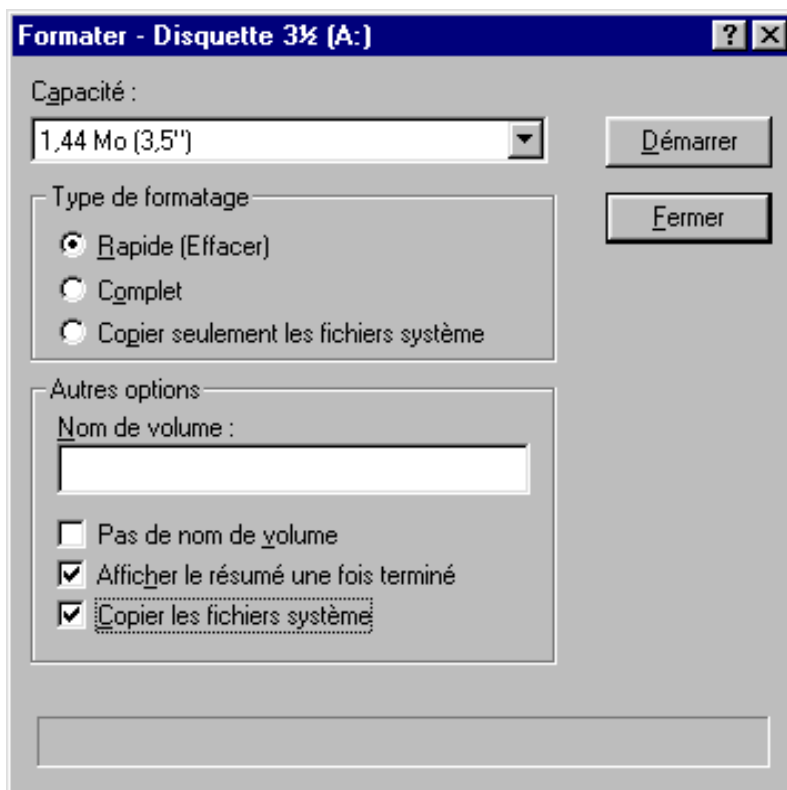 Formater - Disquette 3½ (A:)
Capacité :
1,44 Mo (3,5")
Démarrer
Fermer
Type de formatage
Rapide (Effacer)
Complet
Copier seulement les fichiers système
Autres options
Nom de volume :
Pas de nom de volume
Afficher le résumé une fois terminé
Copier les fichiers système